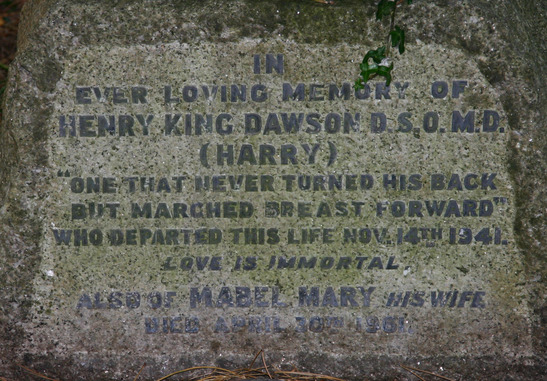 IN
EVER LOVING MEMORY OF
HENRY KING DAWSON D.S.O. M.D.
(HARRY)
"ONE THAT NEVER TURNED HIS BACK
BUT MARCHED BREAST FORWARD"
WHO DEPARTED THIS LIFE NOV. 14TH 1941.
LOVE IS IMMORTAL
ALSO OF MABEL MARY HIS WIFE
DIED APRIL 30TH